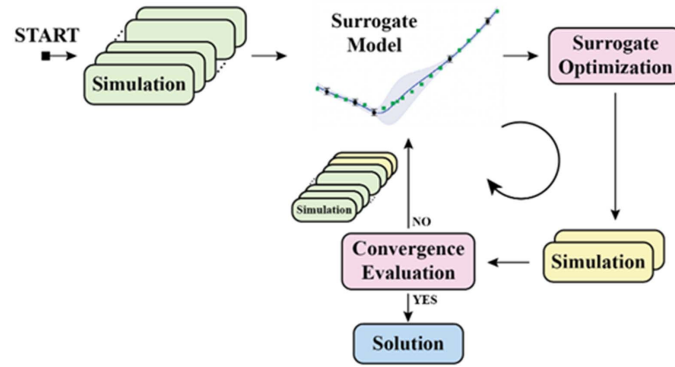 START
Simulation
Surrogate
Model
Surrogate
Optimization
Simulation
NO
Convergence
Evaluation
Simulation
YES
Solution